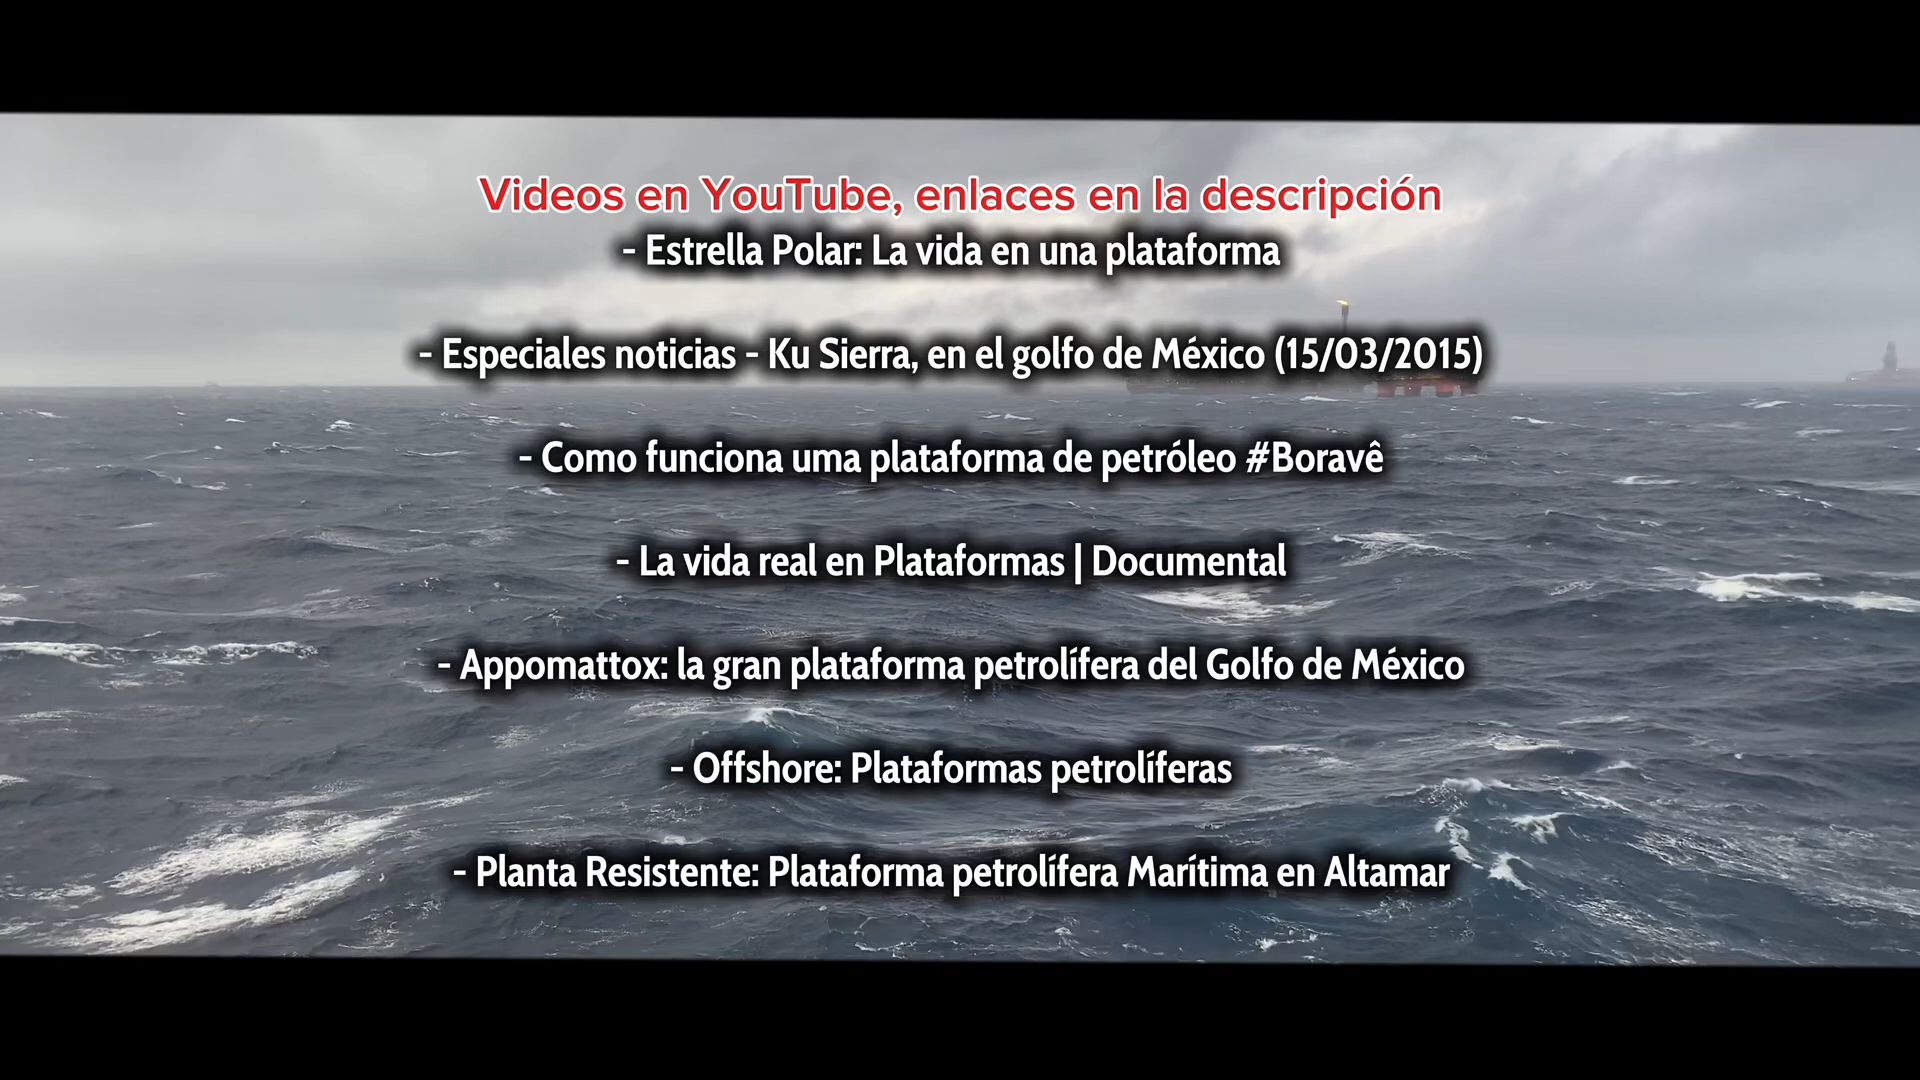 Videos en YouTube, enlaces en la descripción
- Estrella Polar: La vida en una plataforma
- Especiales noticias - Ku Sierra, en el golfo de México (15/03/2015)
- Como funciona uma plataforma de petróleo #Boravê
- La vida real en Plataformas | Documental
- Appomattox: la gran plataforma petrolífera del Golfo de México
- Offshore: Plataformas petrolíferas
- Planta Resistente: Plataforma petrolífera Marítima en Altamar